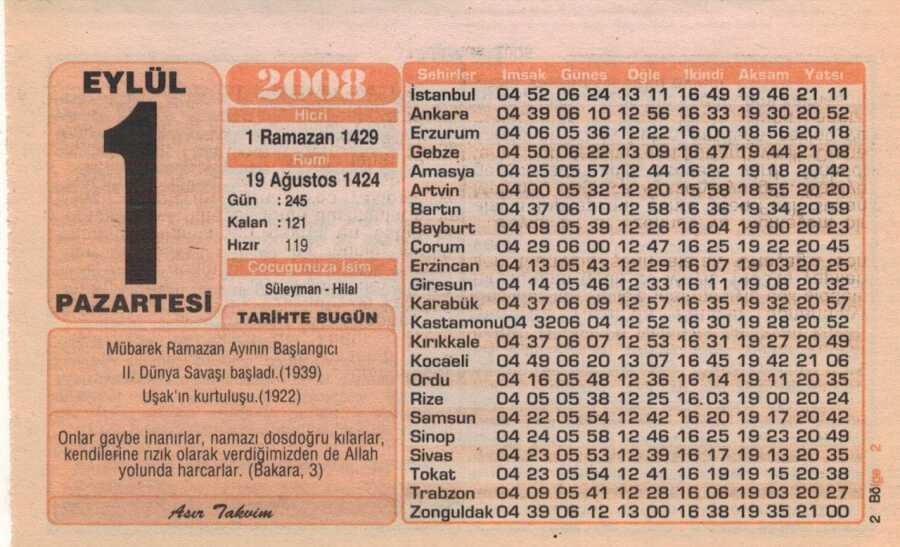 EYLÜL
1
PAZARTESİ
2008
Hicri
1 Ramazan 1429
Rumi
19 Ağustos 1424
Gün : 245
Kalan : 121
Hızır 119
Çocuğunuza İsim
Süleyman - Hilal
TARİHTE BUGÜN
Mübarek Ramazan Ayının Başlangıcı
II. Dünya Savaşı başladı.(1939)
Uşak'ın kurtuluşu.(1922)
Onlar gaybe inanırlar, namazı dosdoğru kılarlar,
kendilerine rızık olarak verdiğimizden de Allah
yolunda harcarlar. (Bakara, 3)
Asır Takvim
Şehirler İmsak Güneş Öğle İkindi Akşam Yatsı
İstanbul 04 52 06 24 13 11 16 49 19 46 21 11
Ankara 04 39 06 10 12 56 16 33 19 30 20 52
Erzurum 04 06 05 36 12 22 16 00 18 56 20 18
Gebze 04 50 06 22 13 09 16 47 19 44 21 08
Amasya 04 25 05 57 12 44 16 22 19 18 20 42
Artvin 04 00 05 32 12 20 15 58 18 55 20 20
Bartın 04 37 06 10 12 58 16 36 19 34 20 59
Bayburt 04 09 05 39 12 26 16 04 19 00 20 23
Çorum 04 29 06 00 12 47 16 25 19 22 20 45
Erzincan 04 13 05 43 12 29 16 07 19 03 20 25
Giresun 04 14 05 46 12 33 16 11 19 08 20 32
Karabük 04 37 06 09 12 57 16 35 19 32 20 57
Kastamonu04 3206 04 12 52 16 30 19 28 20 52
Kırıkkale 04 37 06 07 12 53 16 31 19 27 20 49
Kocaeli 04 49 06 20 13 07 16 45 19 42 21 06
Ordu 04 16 05 48 12 36 16 14 19 11 20 35
Rize 04 05 05 38 12 25 16.03 19 00 20 24
Samsun 04 22 05 54 12 42 16 20 19 17 20 42
Sinop 04 24 05 58 12 46 16 25 19 23 20 49
Sivas 04 23 05 53 12 39 16 17 19 13 20 35
Tokat 04 23 05 54 12 41 16 19 19 15 20 38
Trabzon 04 09 05 41 12 28 16 06 19 03 20 27
Zonguldak 04 39 06 12 13 00 16 38 19 35 21 00
2 Bölge 2